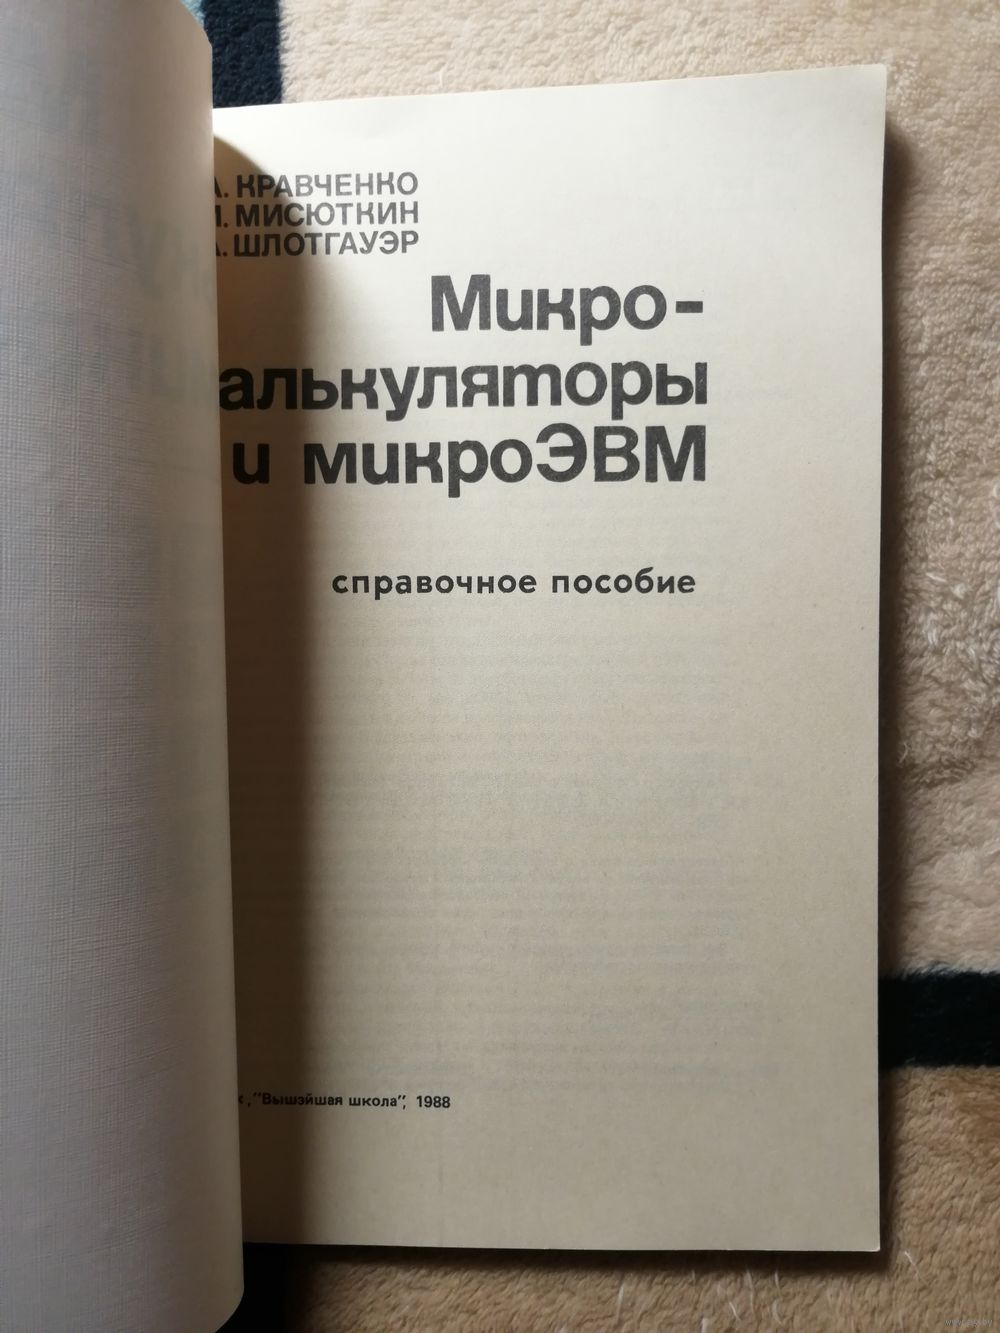 А. КРАВЧЕНКО
И. МИСЮТКИН
А. ШЛОТГАУЭР
Микро-
алькуляторы
и микроЭВМ
справочное пособие
к, "Вышэйшая школа", 1988